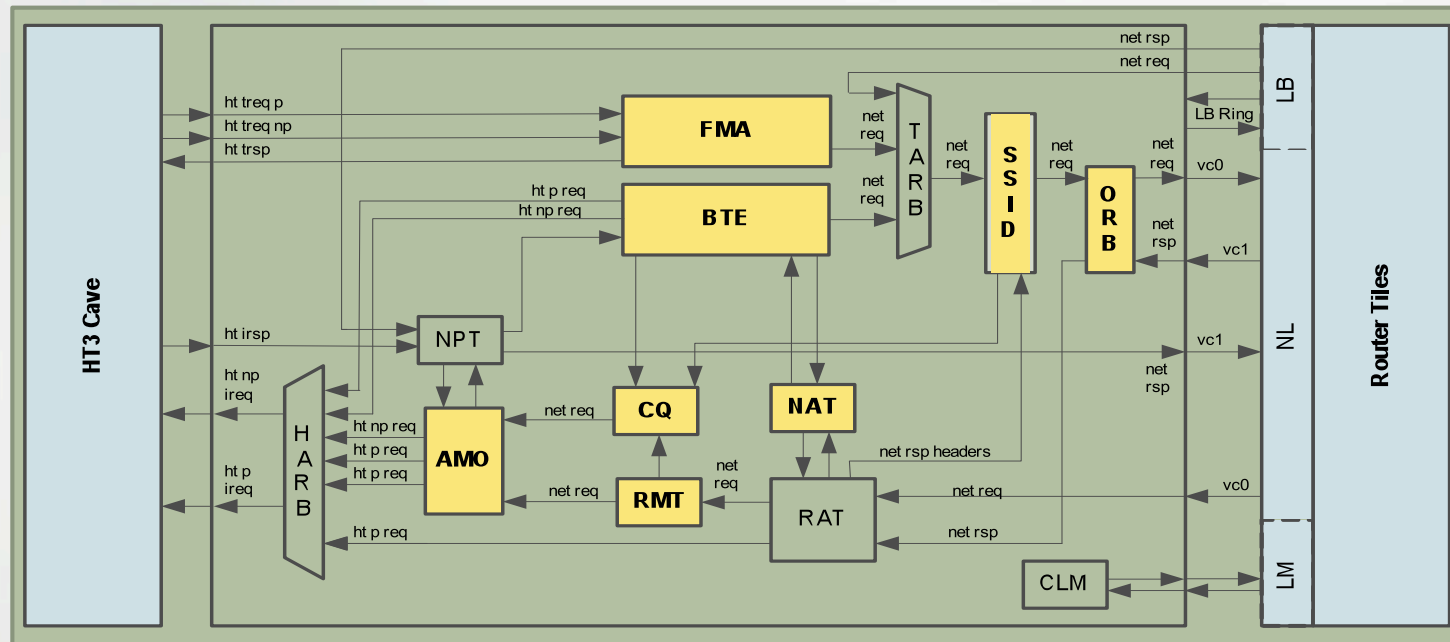 net rsp
net req
LB
ht treq p
ht treq np
ht trsp
FMA
net
req
T
A
R
B
net
req
S
S
I
D
net
req
O
R
B
net
req
LB Ring
vc0
ht p req
ht np req
BTE
net
req
net
rsp
vc1
HT3 Cave
Router Tiles
NL
ht irsp
NPT
vc1
net
rsp
ht np
ireq
H
A
R
B
ht np req
ht p req
ht p req
AMO
net req
CQ
NAT
net rsp headers
ht p
ireq
net req
RMT
net
req
RAT
net req
vc0
ht p req
net rsp
CLM
LM